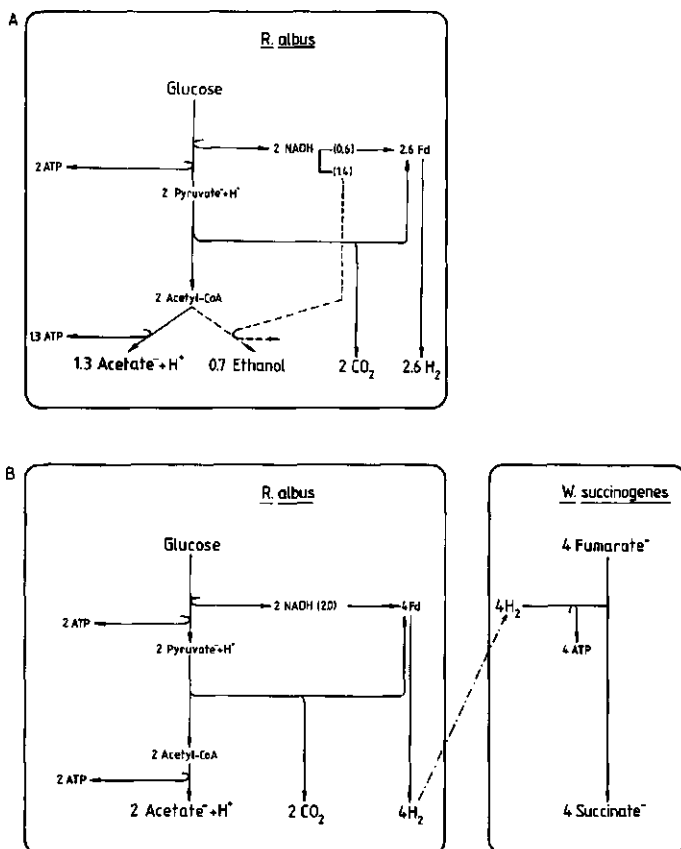 A
R. albus
Glucose
2 NADH (0,6) 2.6 Fd
(1.4)
2 ATP
2 Pyruvate⁻+H⁺
2 Acetyl-CoA
1.3 ATP
1.3 Acetate⁻+H⁺ 0.7 Ethanol 2 CO₂ 2.6 H₂
B
R. albus
Glucose
2 NADH (2.0) 4 Fd
2 ATP
2 Pyruvate⁻+H⁺
2 Acetyl-CoA
2 ATP
2 Acetate⁻+H⁺ 2 CO₂ 4H₂
W. succinogenes
4 Fumarate⁻
4H₂
4 ATP
4 Succinate⁻